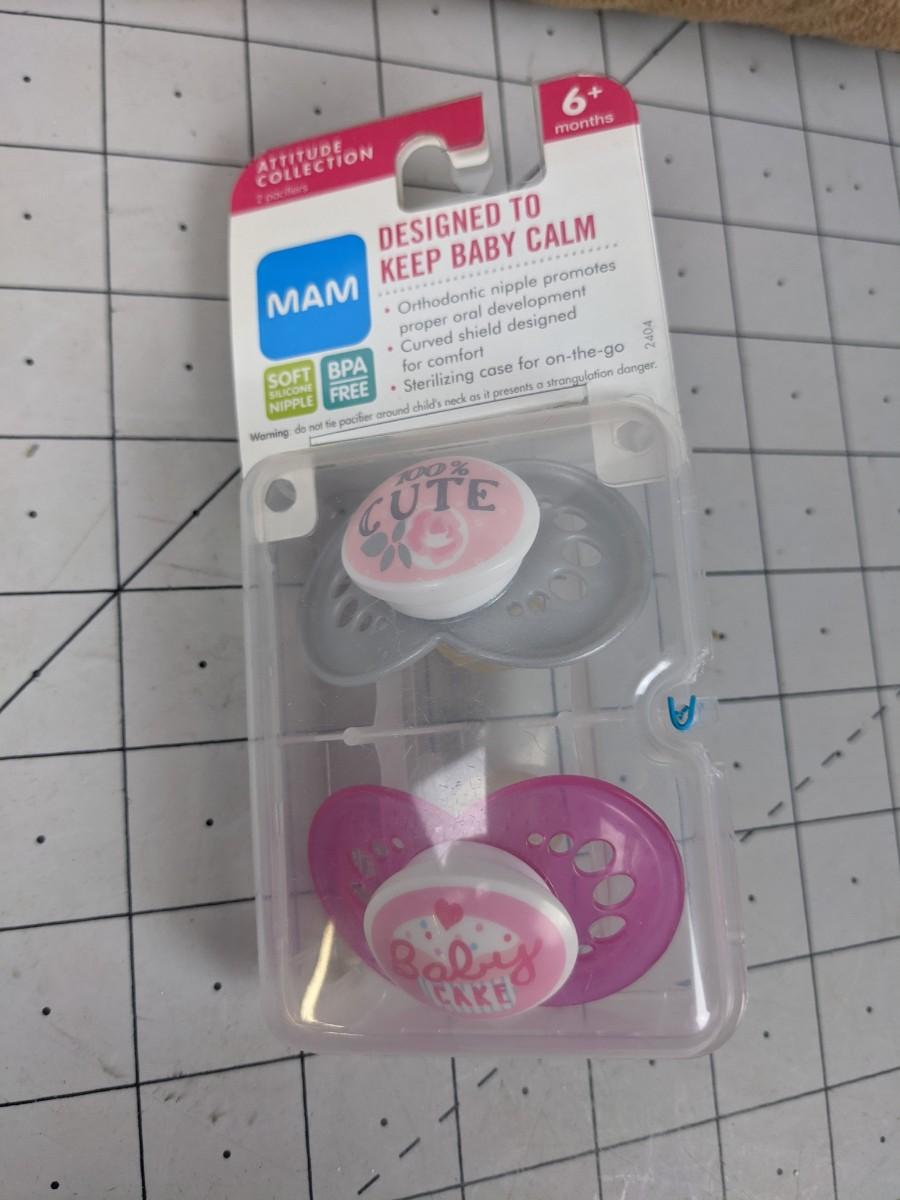 ATTITUDE
COLLECTION
2 pacifiers
6+
months
DESIGNED TO
KEEP BABY CALM
MAM
• Orthodontic nipple promotes
proper oral development
• Curved shield designed
for comfort
• Sterilizing case for on-the-go
2404
SOFT
SILICONE
NIPPLE
BPA
FREE
Warning: do not tie pacifier around child's neck as it presents a strangulation danger.
100%
CUTE
Baby
CAKE